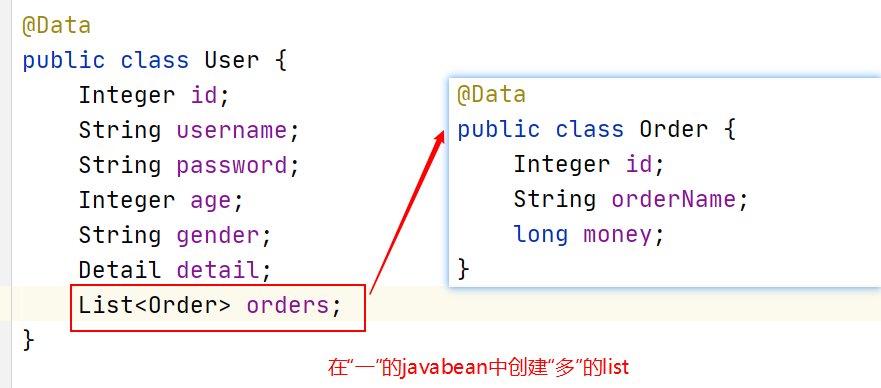 @Data
public class User {
    Integer id;
    String username;
    String password;
    Integer age;
    String gender;
    Detail detail;
    List<Order> orders;
}
@Data
public class Order {
    Integer id;
    String orderName;
    long money;
}
在“一”的javabean中创建“多”的list